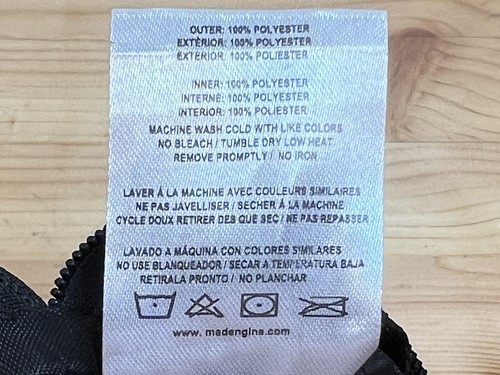 OUTER: 100% POLYESTER
EXTÉRIOR: 100% POLYESTER
EXTERIOR: 100% POLIESTER
INNER: 100% POLYESTER
INTERNE: 100% POLYESTER
INTERIOR: 100% POLYESTER
MACHINE WASH COLD WITH LIKE COLORS
NO BLEACH / TUMBLE DRY LOW HEAT
REMOVE PROMPTLY / NO IRON
LAVER À LA MACHINE AVEC COULEURS SIMILAIRES
NE PAS JAVELLISER / SÉCHER À LA MACHINE
CYCLE DOUX RETIRER DÈS QUE SEC / NE PAS REPASSER
LAVADO A MÁQUINA CON COLORES SIMILARES
NO USE BLANQUEADOR / SECAR A TEMPERATURA BAJA
RETIRALA PRONTO / NO PLANCHAR
www.madengine.com